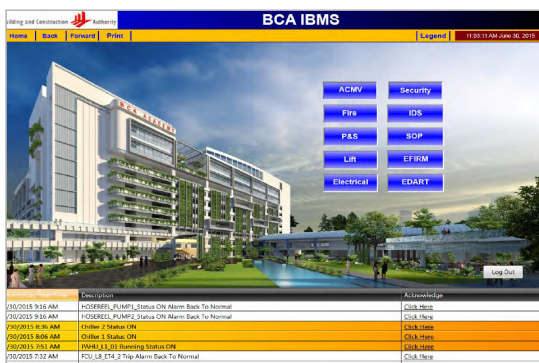 uilding and Construction Authority
BCA IBMS
Home Back Forward Print Legend 11:03:11 AM June 30, 2015
BCA ACADEMY
ACMV Security
Fire IDS
P&S SOP
Lift EFIRM
Electrical EDART
Log Out
Description Acknowledge
/30/2015 9:16 AM HOSEREEL_PUMP1_Status ON Alarm Back To Normal Click Here
/30/2015 9:16 AM HOSEREEL_PUMP2_Status ON Alarm Back To Normal Click Here
/30/2015 8:36 AM Chiller 2 Status ON Click Here
/30/2015 8:06 AM Chiller 1 Status ON Click Here
/30/2015 7:51 AM PAHU_L1_01 Running Status ON Click Here
/30/2015 7:32 AM FCU_L8_ET4_2 Trip Alarm Back To Normal Click Here